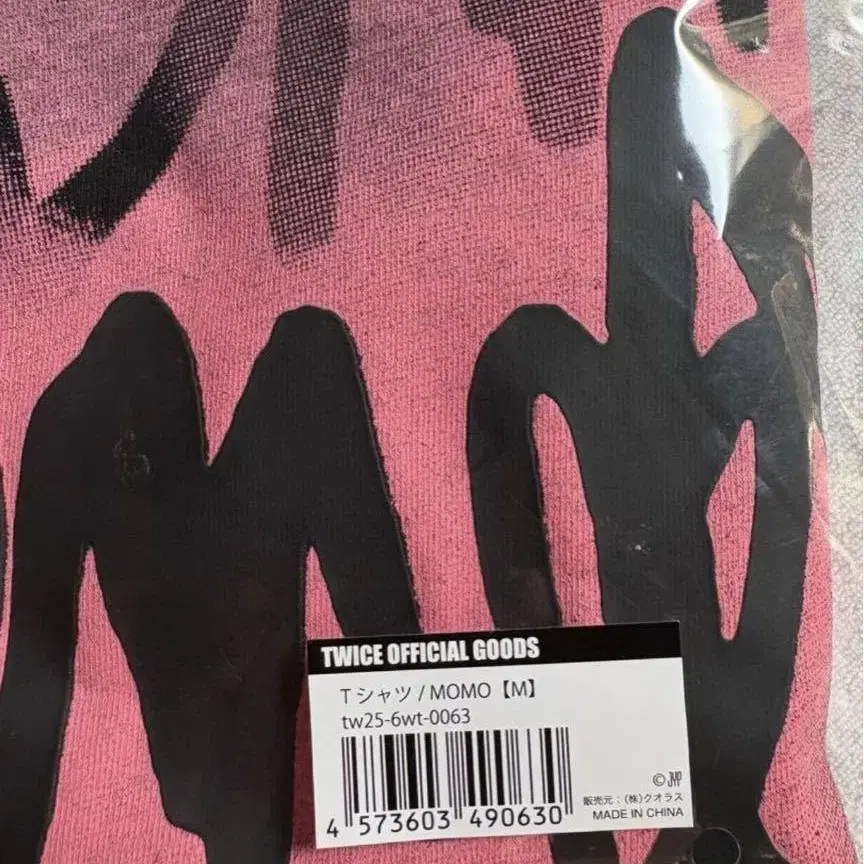 TWICE OFFICIAL GOODS
Tシャツ / MOMO【M】
tw25-6wt-0063
4 573603 490630
© JYP
販売元：(株)クオラス
MADE IN CHINA